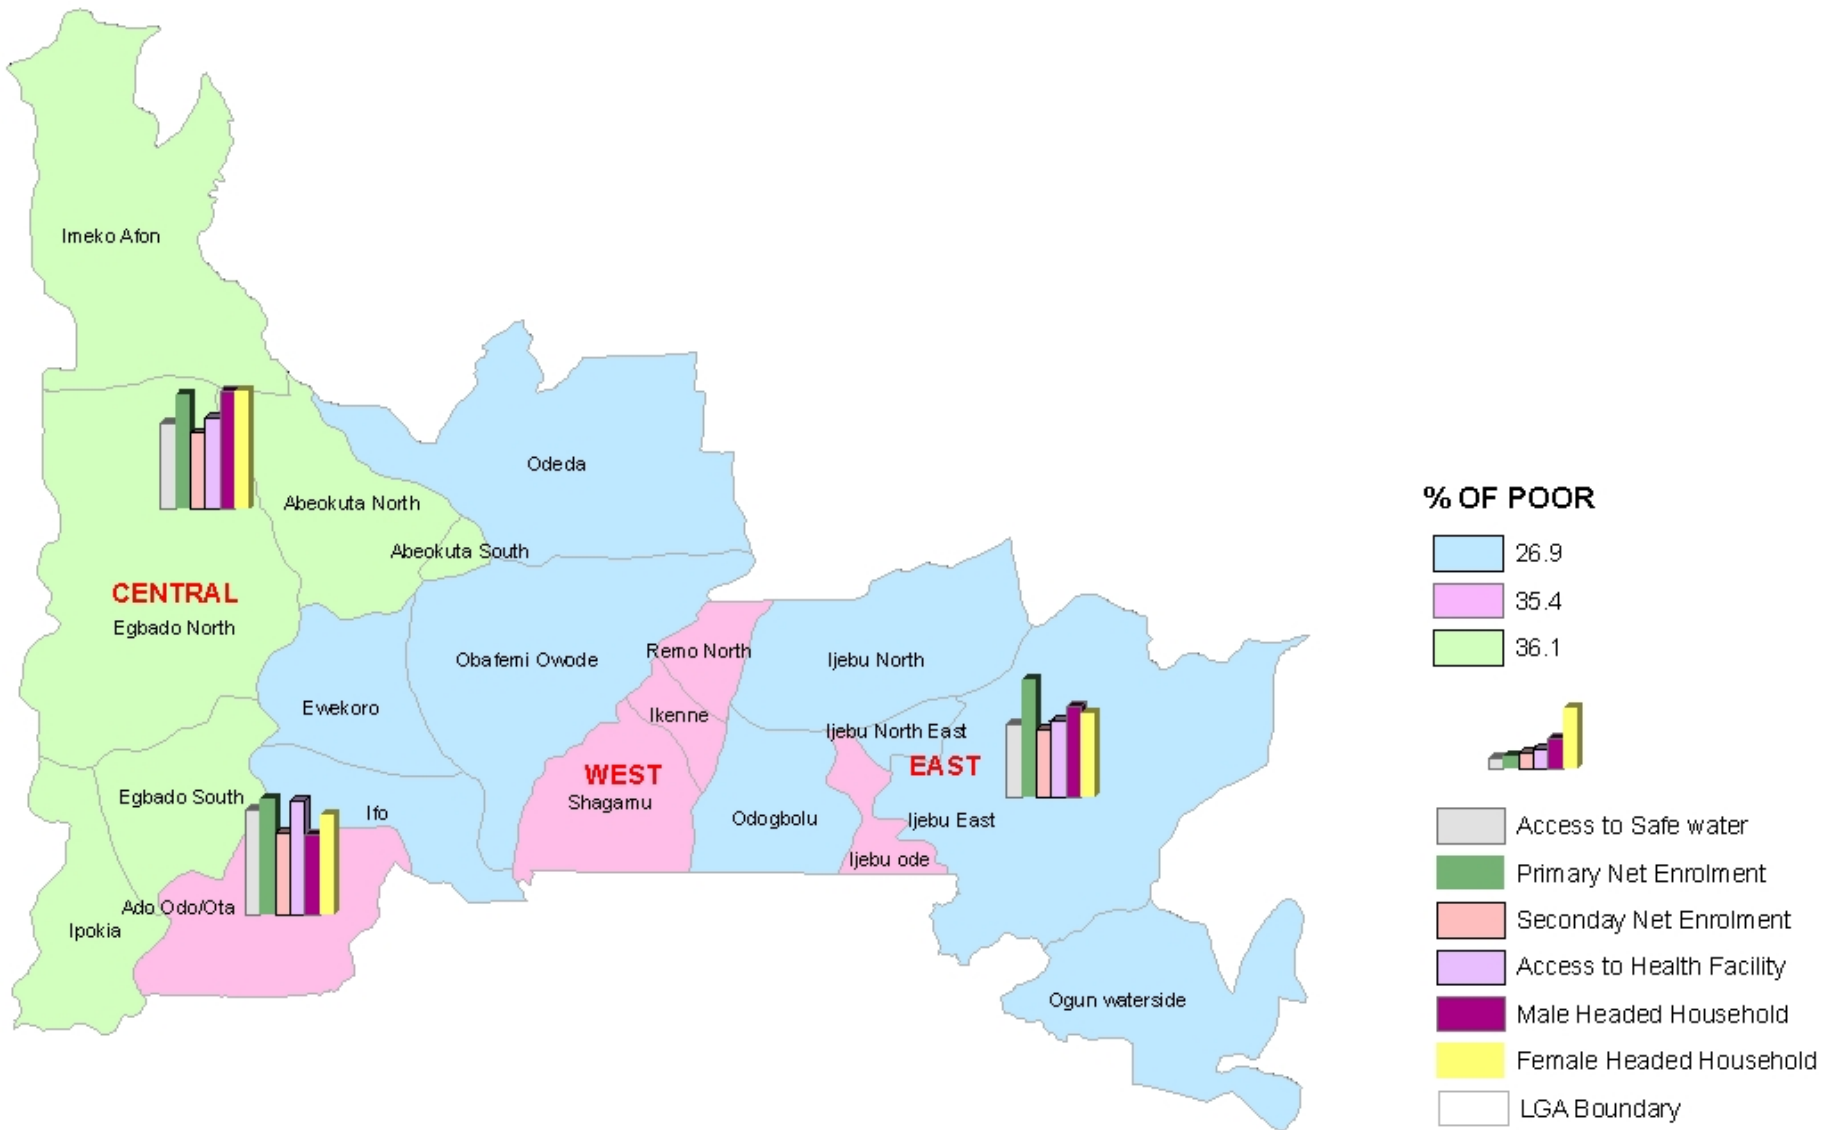 Imeko Afon
Odeda
Abeokuta North
Abeokuta South
CENTRAL
Egbado North
Obafemi Owode
Remo North
Ijebu North
Ewekoro
Ikenne
Ijebu North East
WEST
EAST
Egbado South
Shagamu
Ifo
Odogbolu
Ijebu East
Ijebu ode
Ado Odo/Ota
Ipokia
Ogun waterside
% OF POOR
26.9
35.4
36.1
Access to Safe water
Primary Net Enrolment
Seconday Net Enrolment
Access to Health Facility
Male Headed Household
Female Headed Household
LGA Boundary